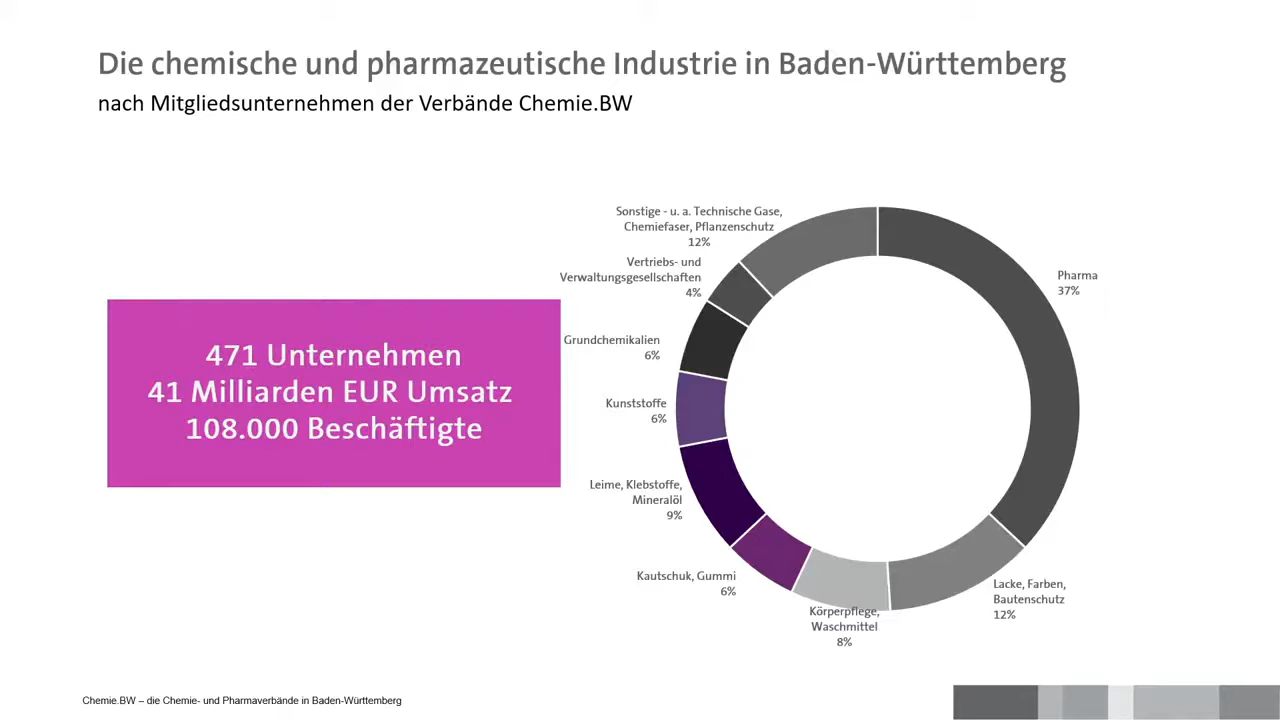 Die chemische und pharmazeutische Industrie in Baden-Württemberg
nach Mitgliedsunternehmen der Verbände Chemie.BW
471 Unternehmen
41 Milliarden EUR Umsatz
108.000 Beschäftigte
Sonstige - u. a. Technische Gase,
Chemiefaser, Pflanzenschutz
12%
Vertriebs- und
Verwaltungsgesellschaften
4%
Grundchemikalien
6%
Kunststoffe
6%
Leime, Klebstoffe,
Mineralöl
9%
Kautschuk, Gummi
6%
Körperpflege,
Waschmittel
8%
Lacke, Farben,
Bautenschutz
12%
Pharma
37%
Chemie.BW – die Chemie- und Pharmaverbände in Baden-Württemberg